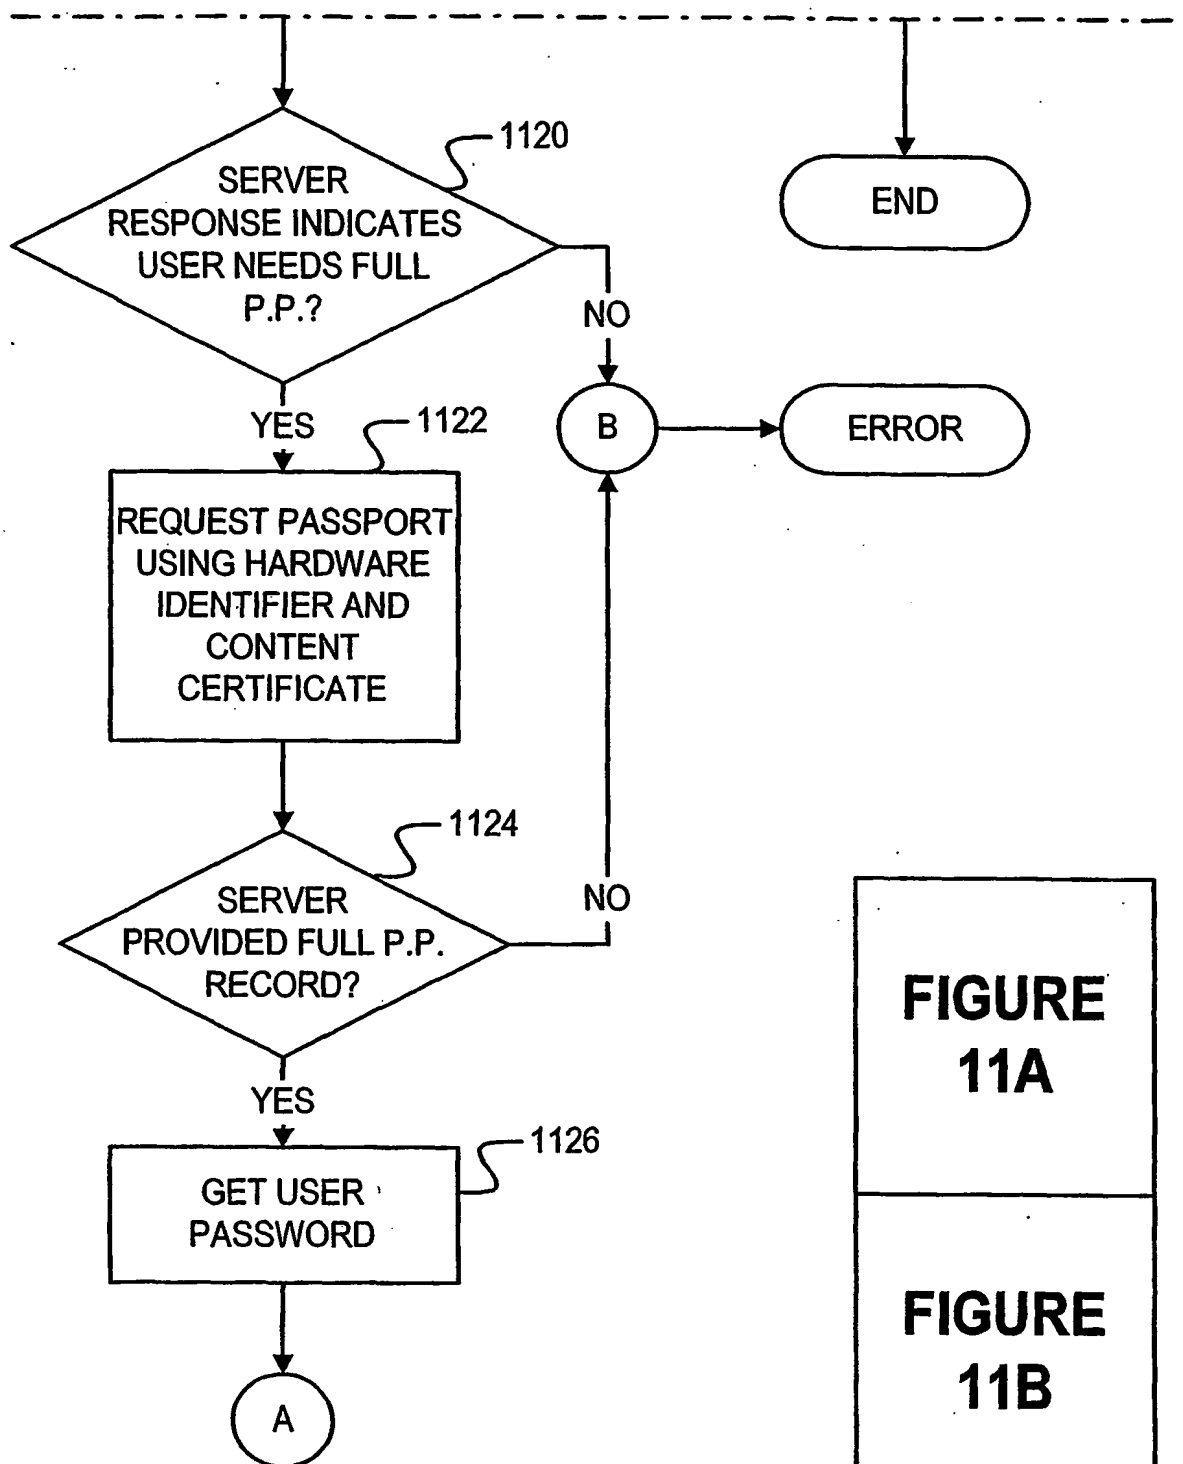 1120
SERVER
RESPONSE INDICATES
USER NEEDS FULL
P.P.?
END
NO
YES
1122
B
ERROR
REQUEST PASSPORT
USING HARDWARE
IDENTIFIER AND
CONTENT
CERTIFICATE
1124
SERVER
PROVIDED FULL P.P.
RECORD?
NO
YES
1126
GET USER
PASSWORD
A
FIGURE
11A
FIGURE
11B